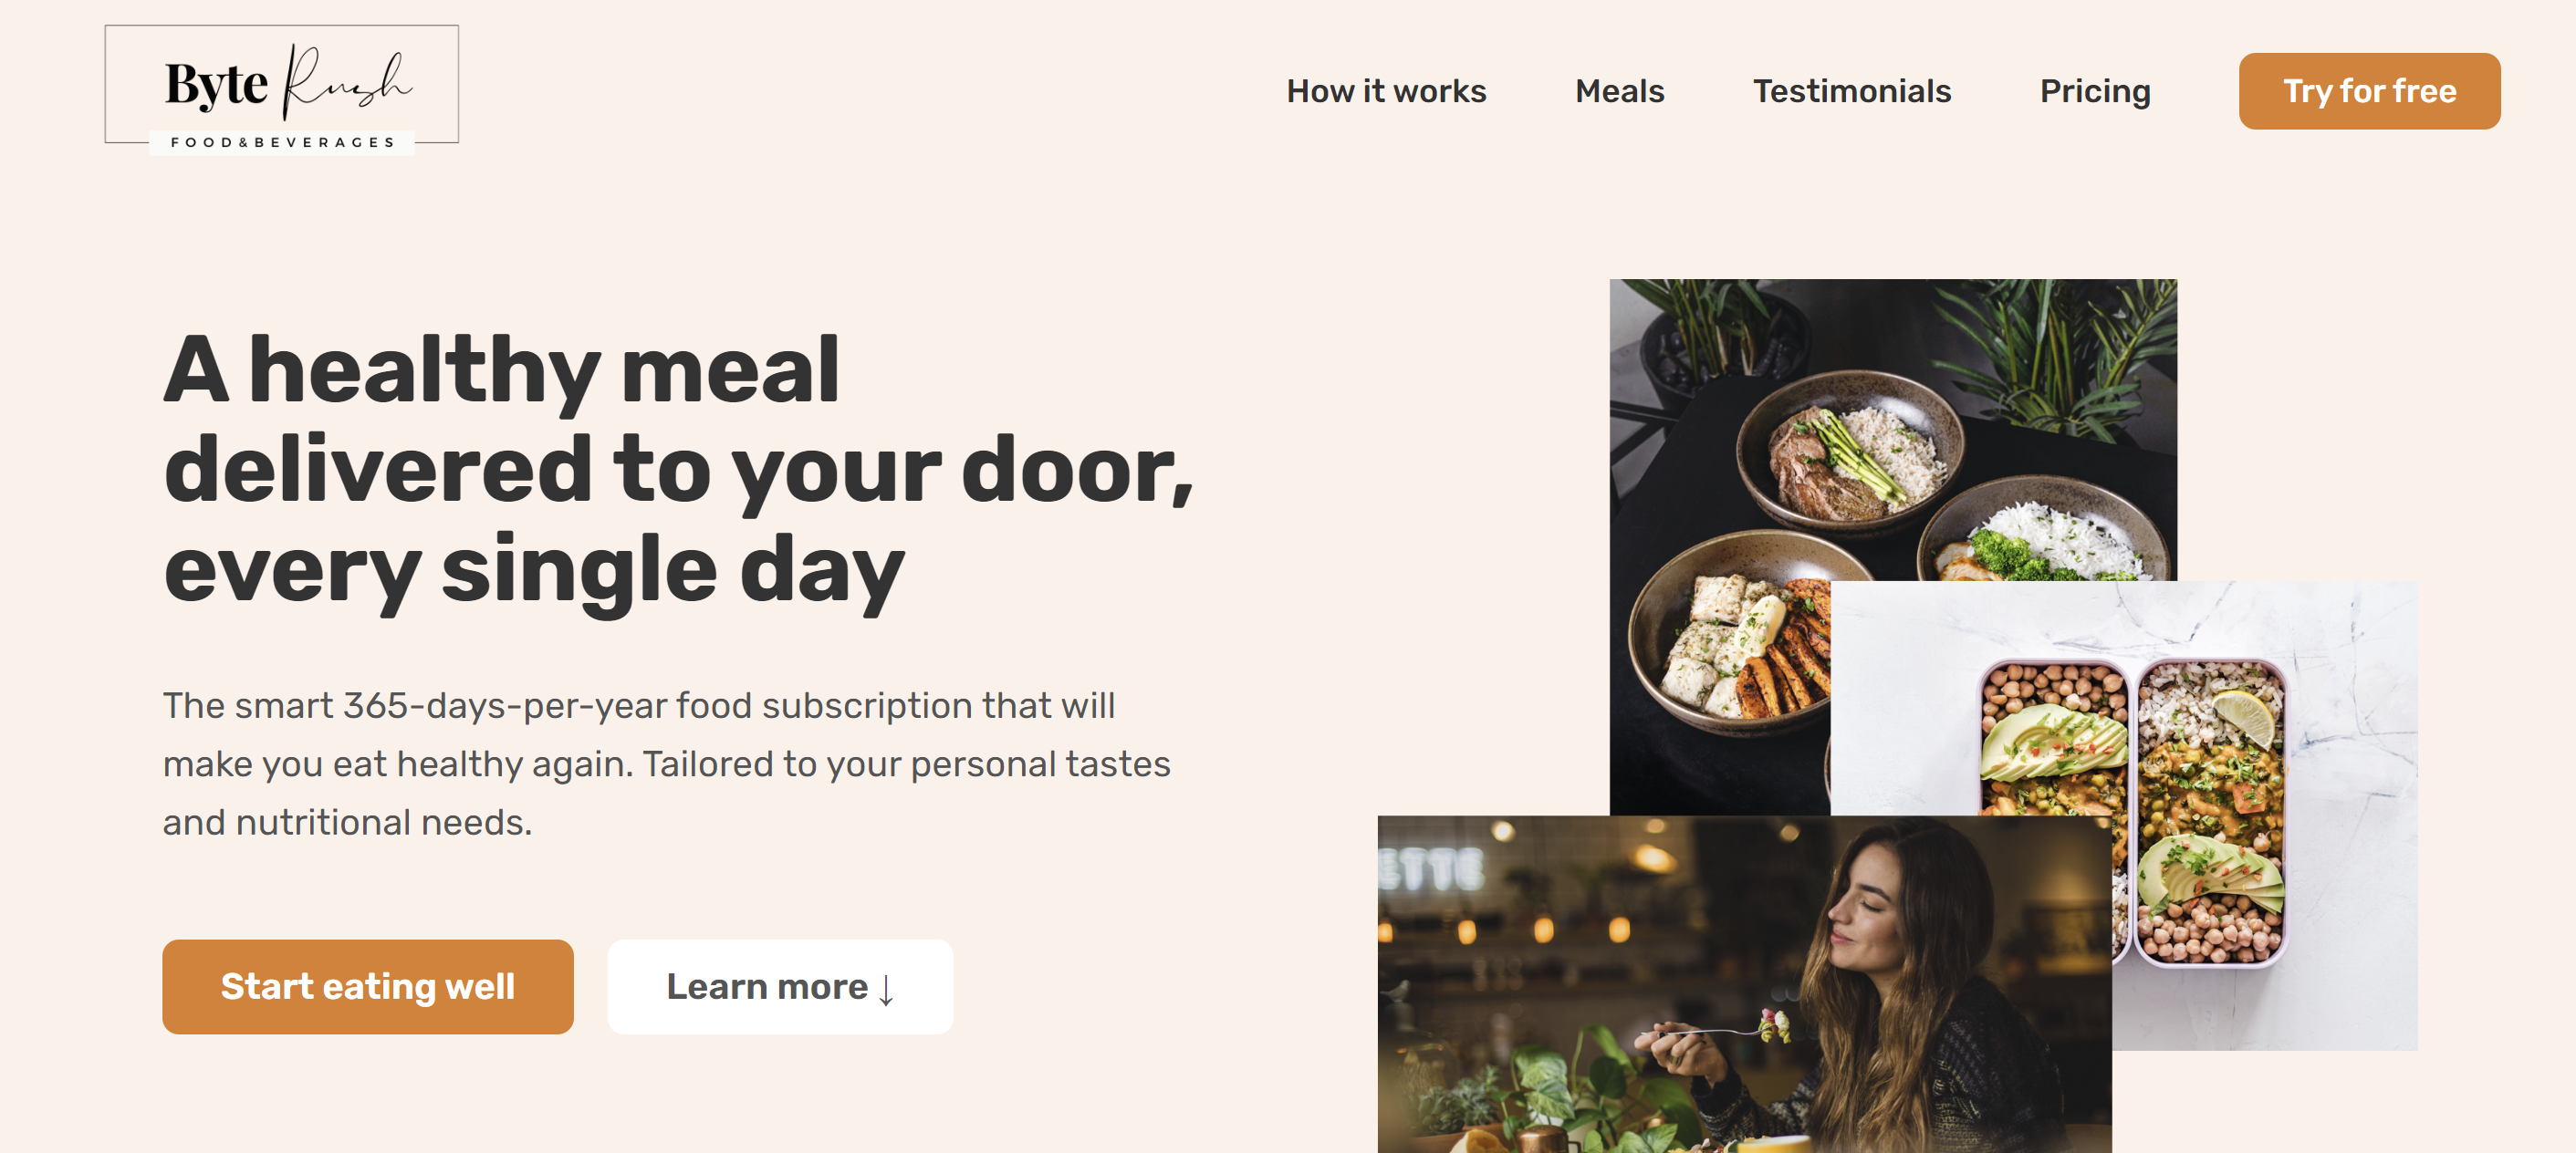 Byte Rush
FOOD&BEVERAGES
How it works
Meals
Testimonials
Pricing
Try for free
A healthy meal
delivered to your door,
every single day
The smart 365-days-per-year food subscription that will
make you eat healthy again. Tailored to your personal tastes
and nutritional needs.
Start eating well
Learn more ↓
ETTE